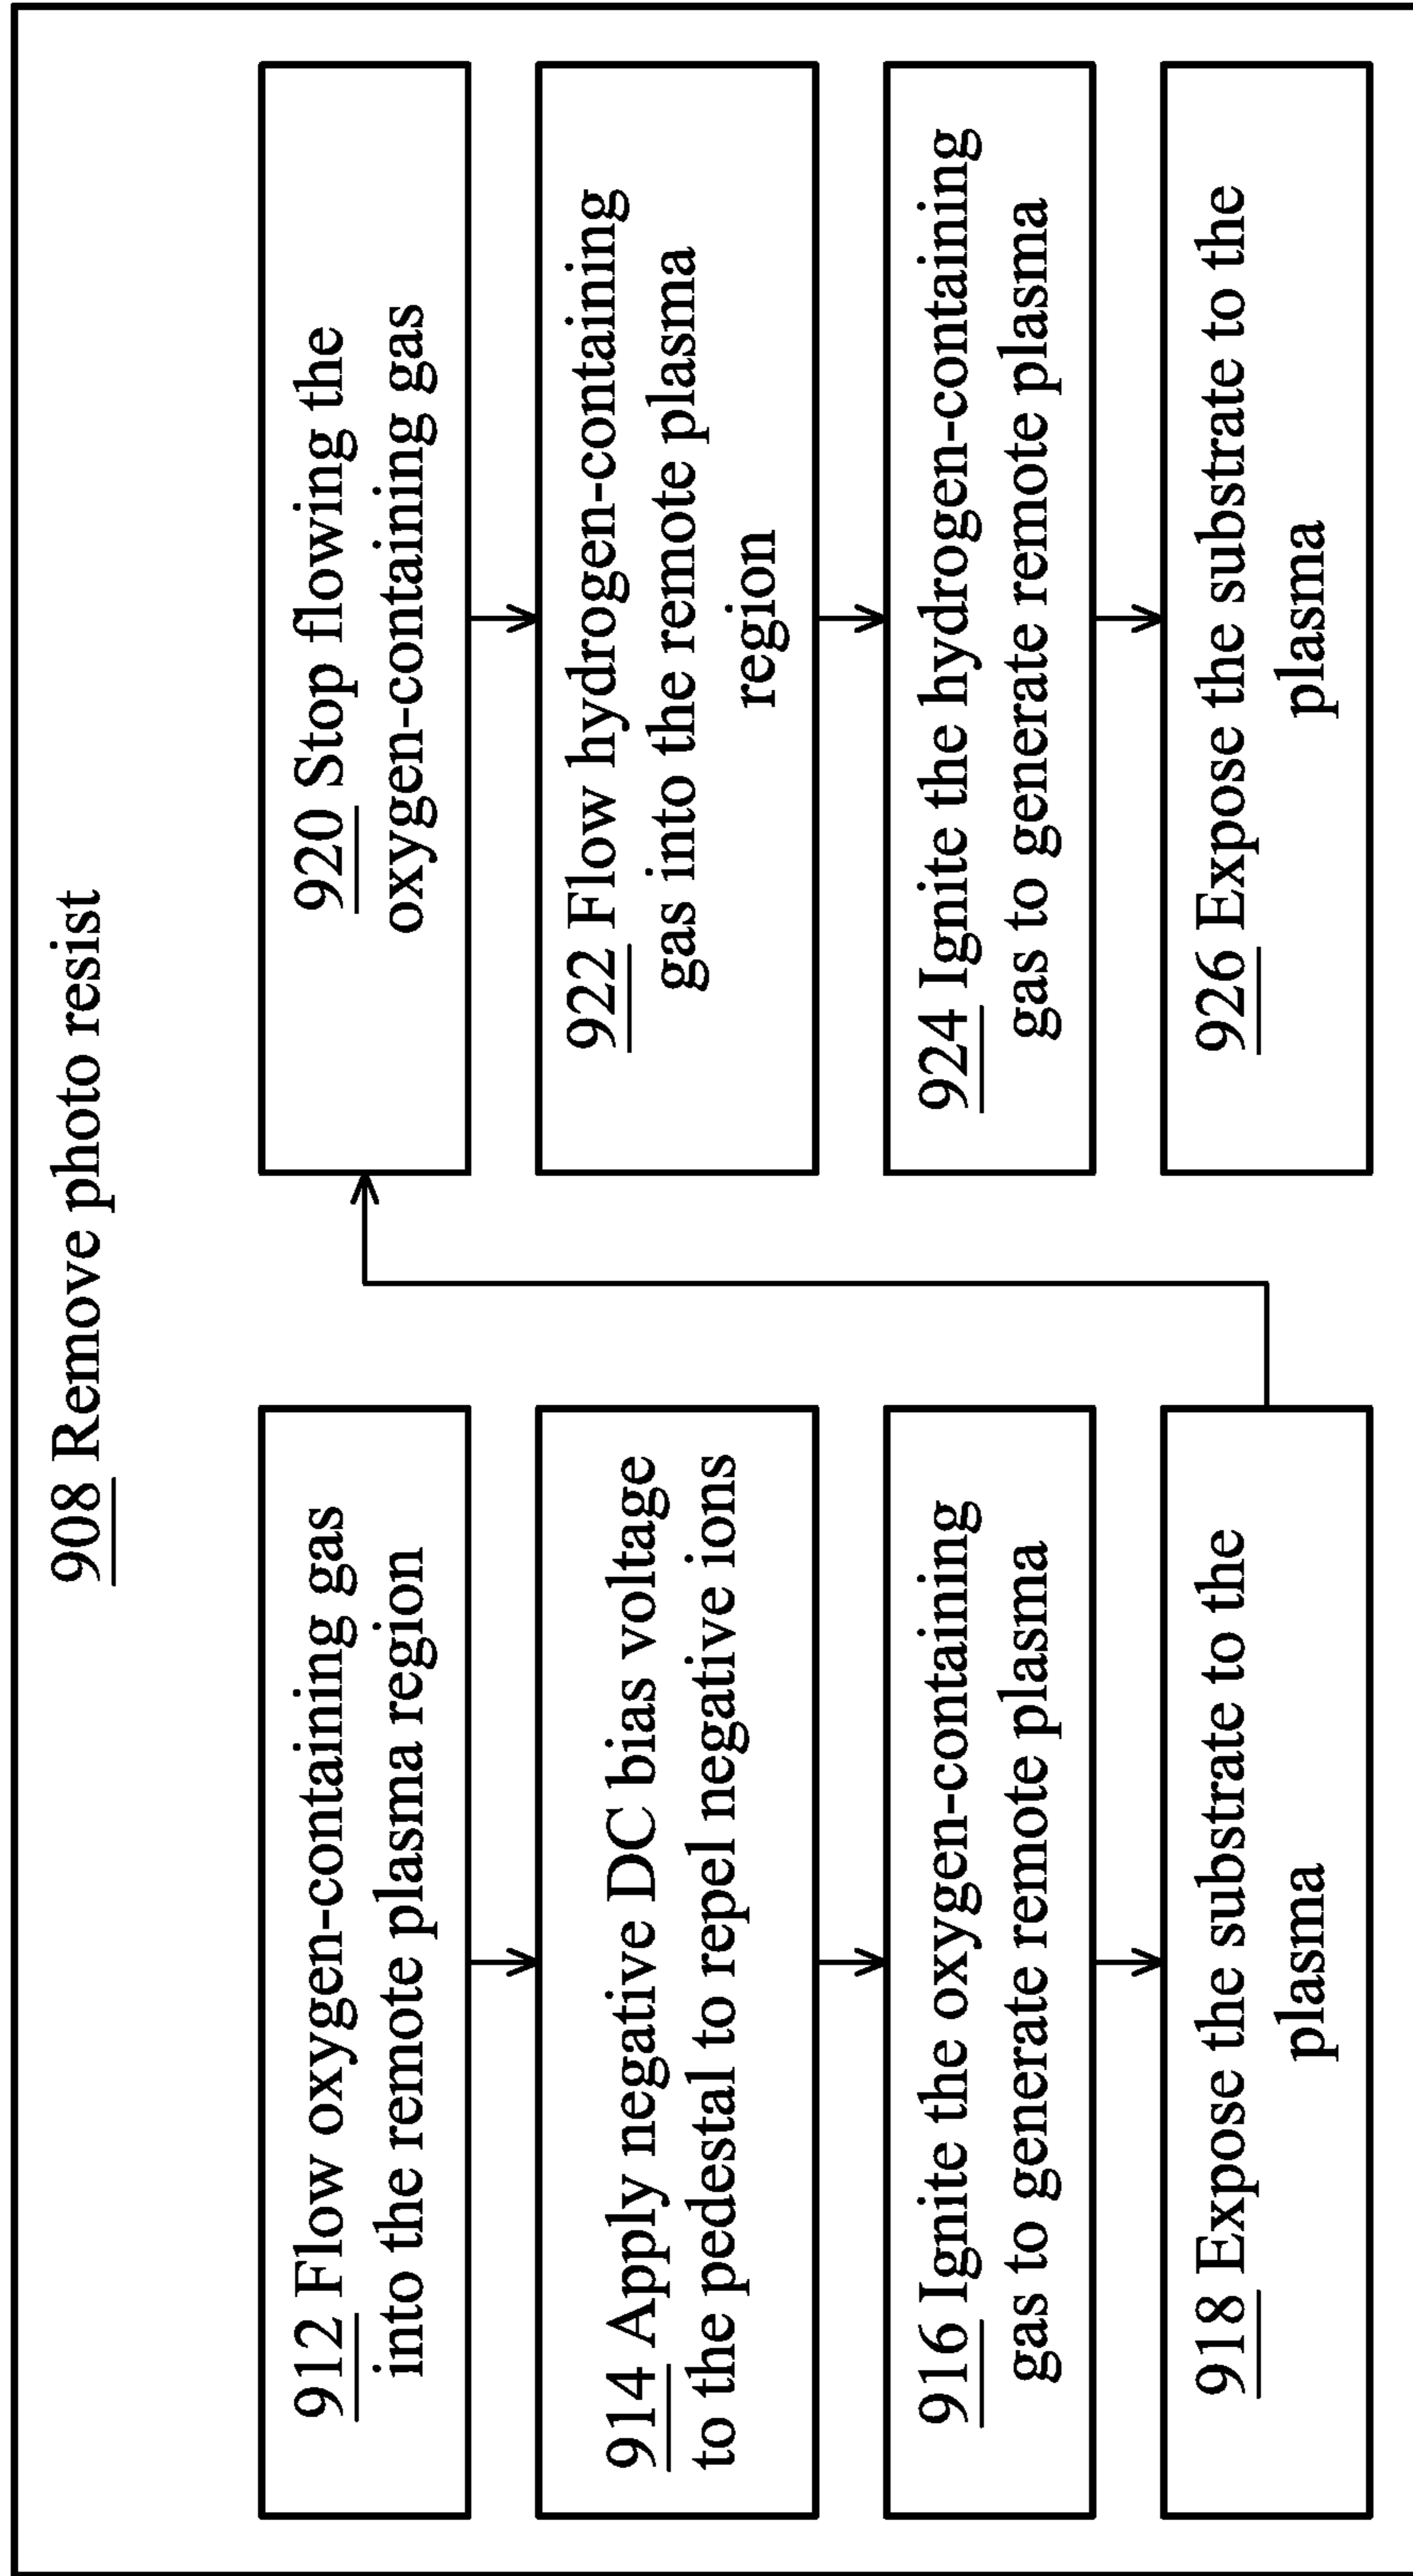 908 Remove photo resist
912 Flow oxygen-containing gas
into the remote plasma region
914 Apply negative DC bias voltage
to the pedestal to repel negative ions
916 Ignite the oxygen-containing
gas to generate remote plasma
918 Expose the substrate to the
plasma
920 Stop flowing the
oxygen-containing gas
922 Flow hydrogen-containing
gas into the remote plasma
region
924 Ignite the hydrogen-containing
gas to generate remote plasma
926 Expose the substrate to the
plasma